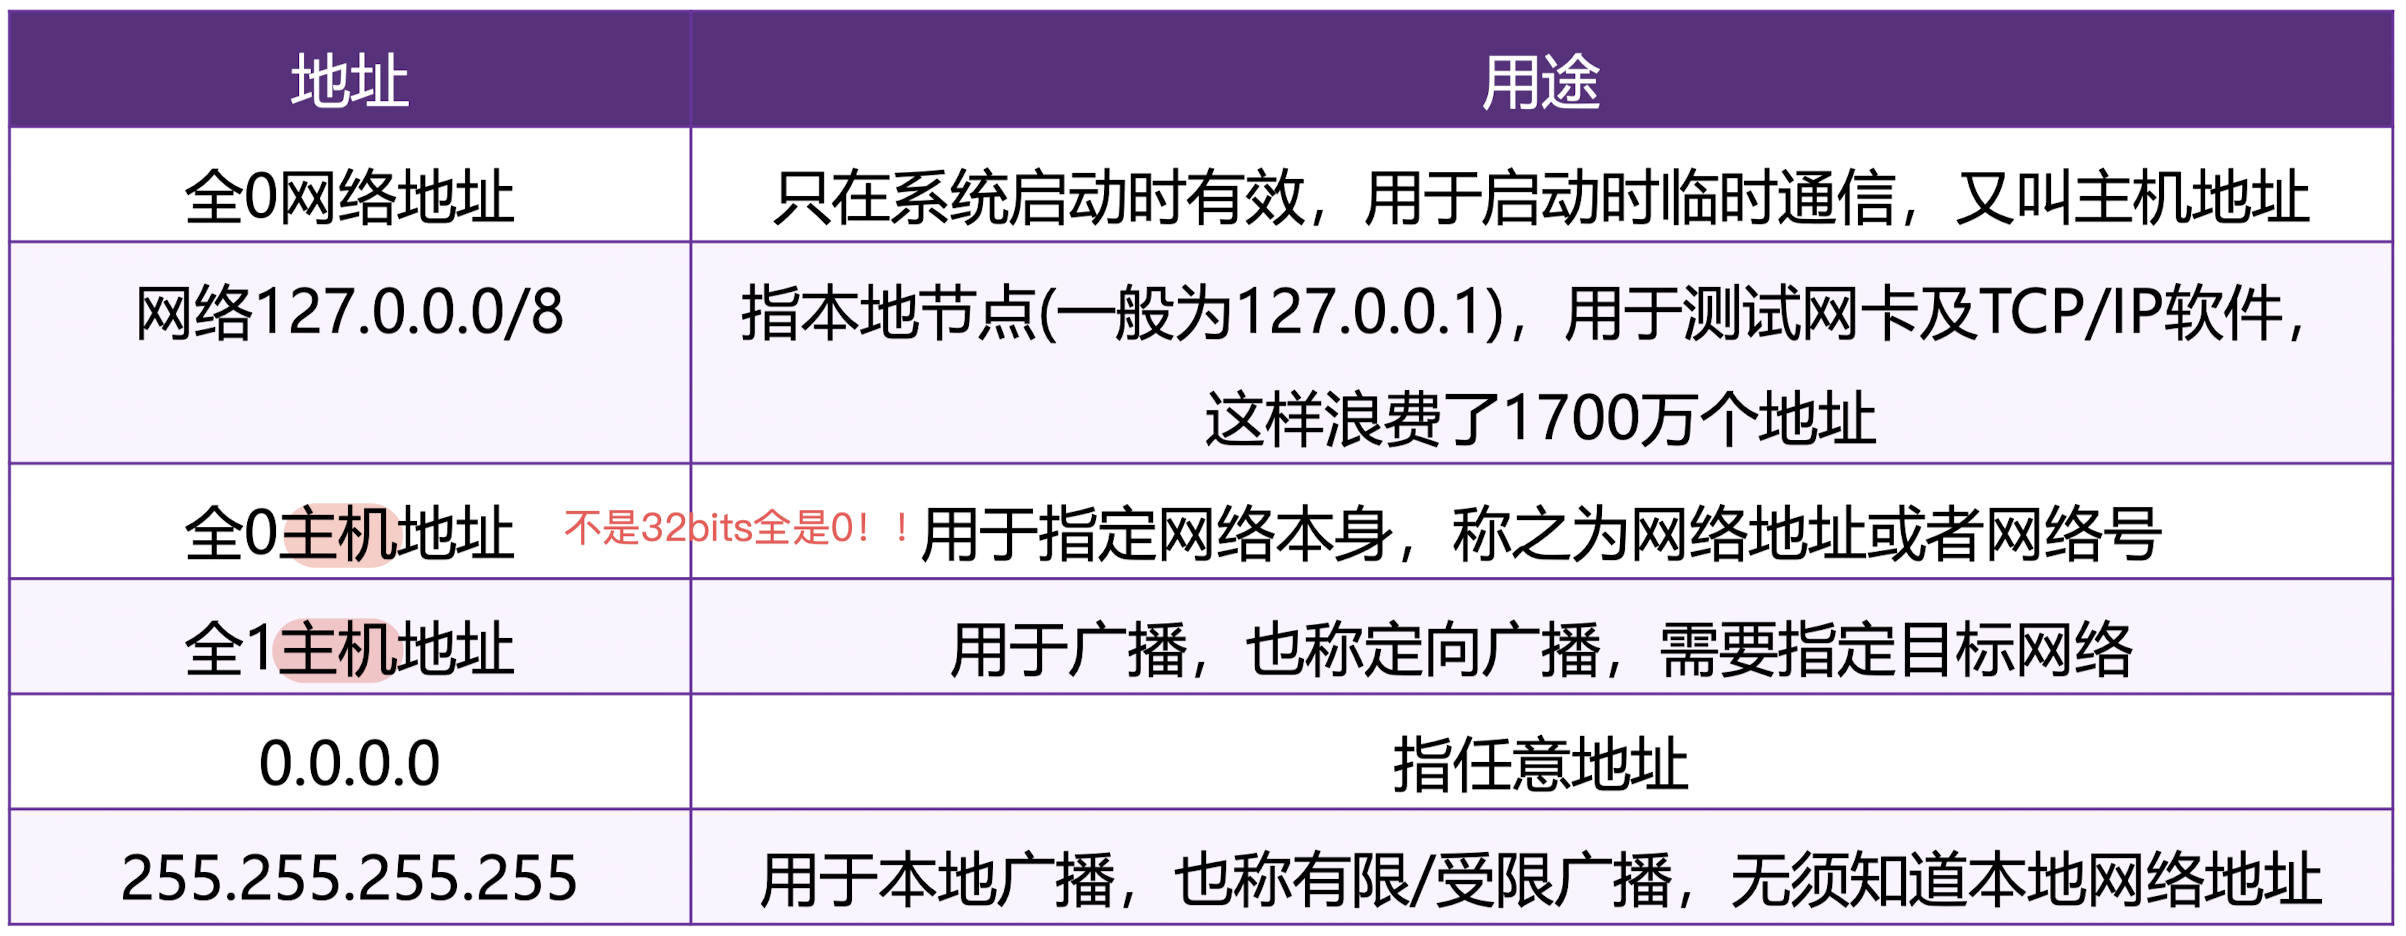 地址 用途
全0网络地址 只在系统启动时有效，用于启动时临时通信，又叫主机地址
网络127.0.0.0/8 指本地节点(一般为127.0.0.1)，用于测试网卡及TCP/IP软件，
这样浪费了1700万个地址
全0主机地址 不是32bits全是0！！ 用于指定网络本身，称之为网络地址或者网络号
全1主机地址 用于广播，也称定向广播，需要指定目标网络
0.0.0.0 指任意地址
255.255.255.255 用于本地广播，也称有限/受限广播，无须知道本地网络地址